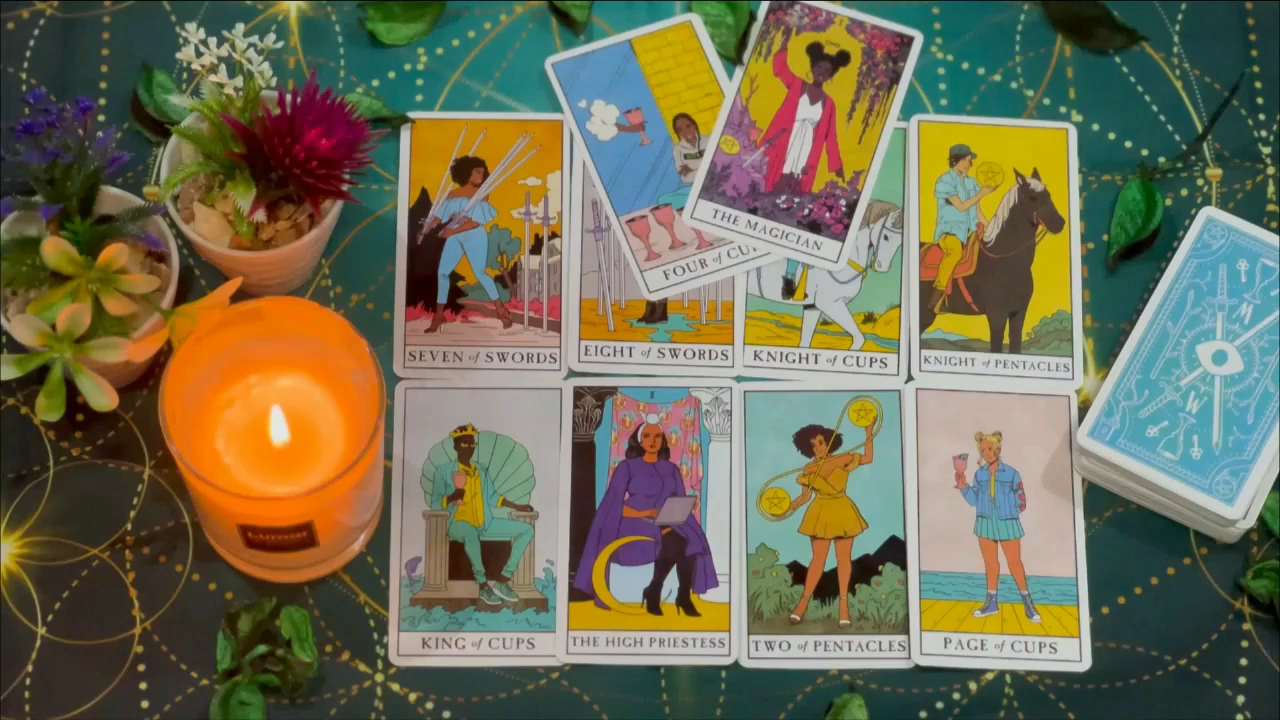 THE MAGICIAN
FOUR of CU
SEVEN of SWORDS
EIGHT of SWORDS
KNIGHT of CUPS
KNIGHT of PENTACLES
KING of CUPS
II
THE HIGH PRIESTESS
TWO of PENTACLES
PAGE of CUPS